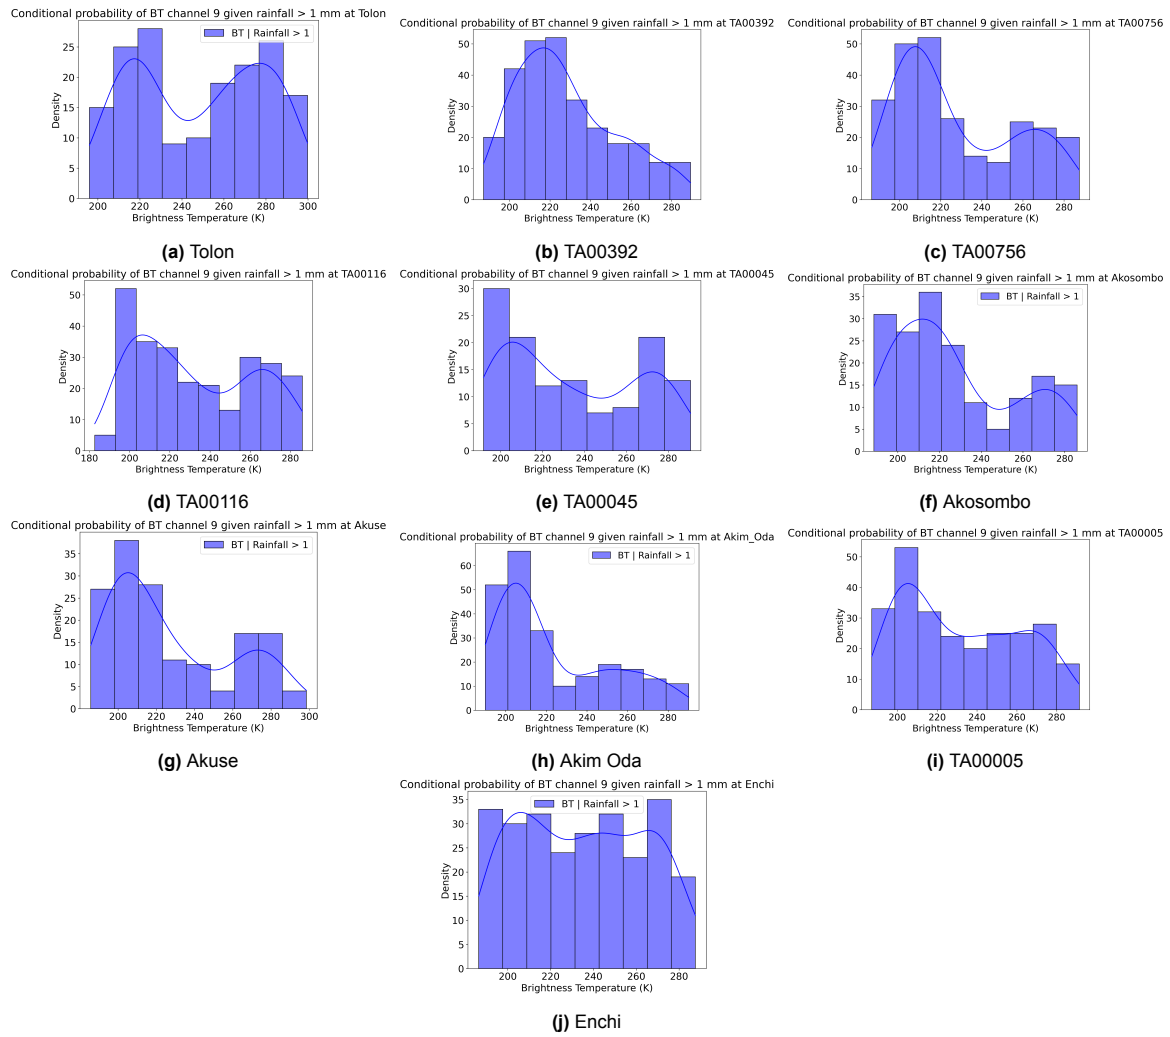 Conditional probability of BT channel 9 given rainfall > 1 mm at Tolon
BT | Rainfall > 1
25
20
15
10
5
0
Density
200 220 240 260 280 300
Brightness Temperature (K)
(a) Tolon
Conditional probability of BT channel 9 given rainfall > 1 mm at TA00392
50
40
30
20
10
0
Density
200 220 240 260 280
Brightness Temperature (K)
(b) TA00392
Conditional probability of BT channel 9 given rainfall > 1 mm at TA00756
50
40
30
20
10
0
Density
200 220 240 260 280
Brightness Temperature (K)
(c) TA00756
Conditional probability of BT channel 9 given rainfall > 1 mm at TA00116
50
40
30
20
10
0
Density
180 200 220 240 260 280
Brightness Temperature (K)
(d) TA00116
Conditional probability of BT channel 9 given rainfall > 1 mm at TA00045
30
25
20
15
10
5
0
Density
200 220 240 260 280
Brightness Temperature (K)
(e) TA00045
Conditional probability of BT channel 9 given rainfall > 1 mm at Akosombo
BT | Rainfall > 1
35
30
25
20
15
10
5
0
Density
200 220 240 260 280
Brightness Temperature (K)
(f) Akosombo
Conditional probability of BT channel 9 given rainfall > 1 mm at Akuse
BT | Rainfall > 1
35
30
25
20
15
10
5
0
Density
200 220 240 260 280 300
Brightness Temperature (K)
(g) Akuse
Conditional probability of BT channel 9 given rainfall > 1 mm at Akim_Oda
BT | Rainfall > 1
60
50
40
30
20
10
0
Density
200 220 240 260 280
Brightness Temperature (K)
(h) Akim Oda
Conditional probability of BT channel 9 given rainfall > 1 mm at TA00005
50
40
30
20
10
0
Density
200 220 240 260 280
Brightness Temperature (K)
(i) TA00005
Conditional probability of BT channel 9 given rainfall > 1 mm at Enchi
BT | Rainfall > 1
35
30
25
20
15
10
5
0
Density
200 220 240 260 280
Brightness Temperature (K)
(j) Enchi